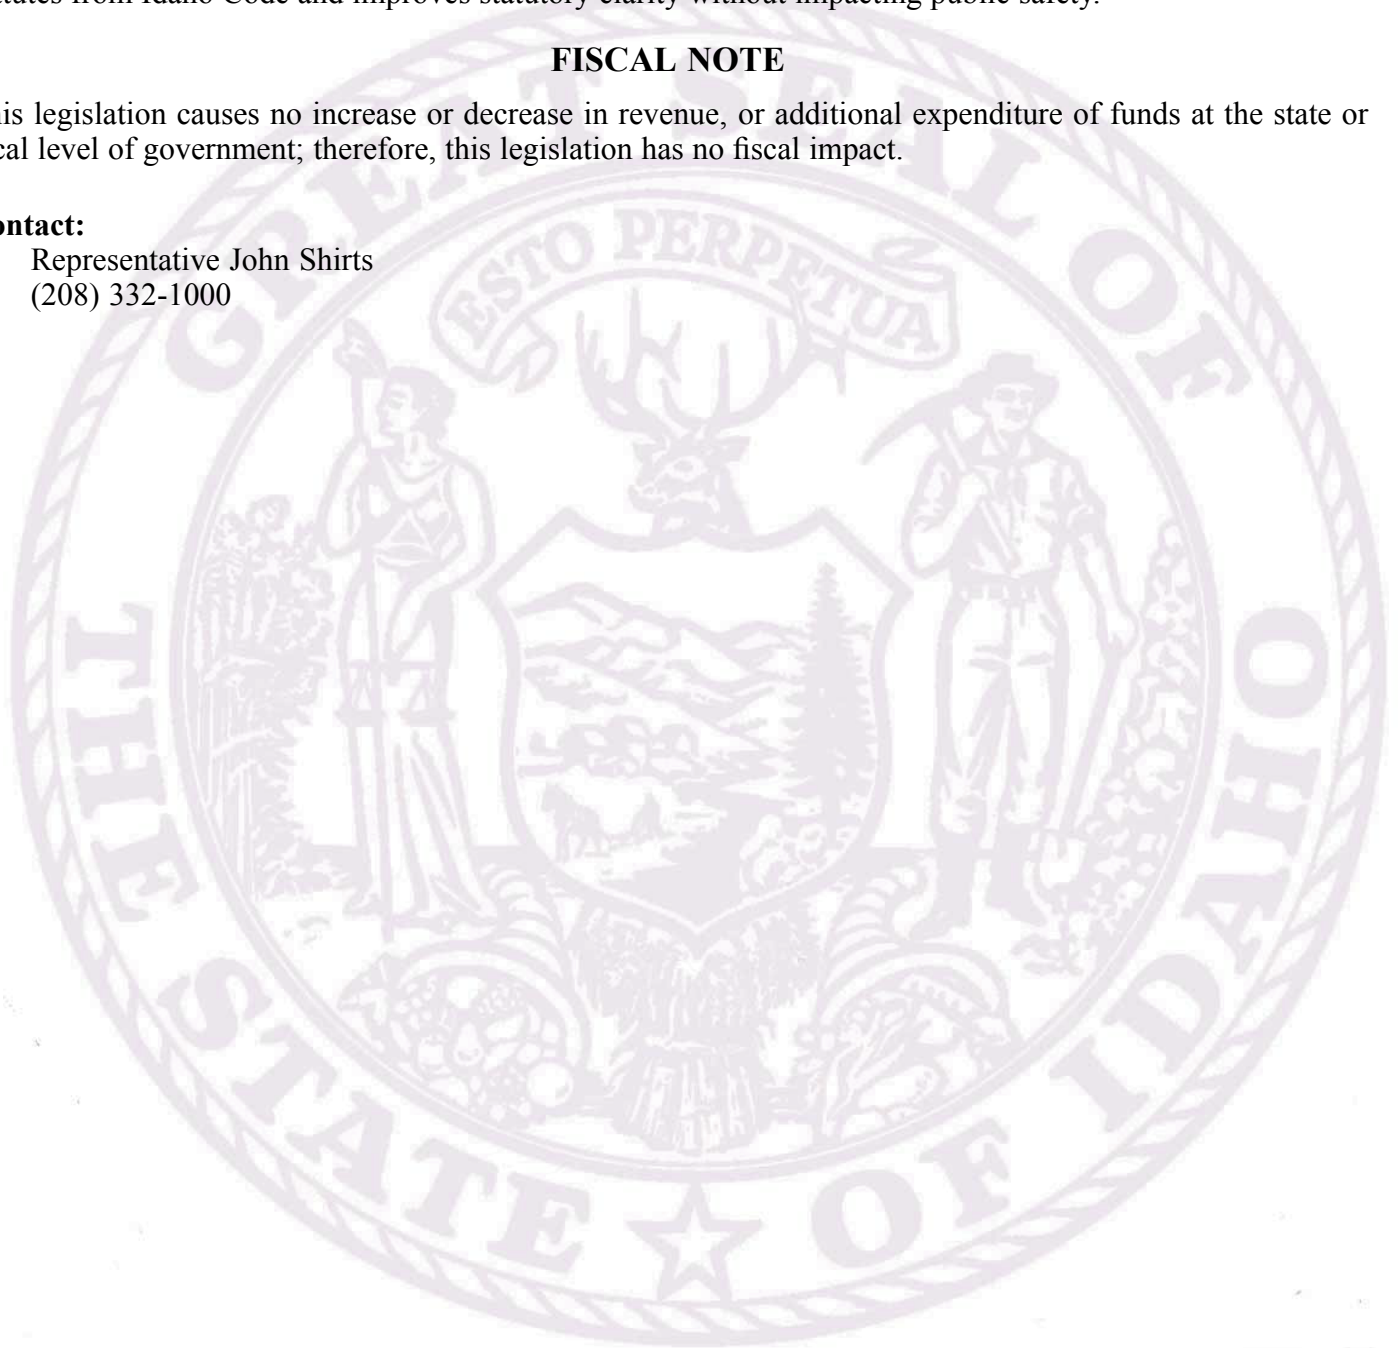 tutes from Idaho Code and improves statutory clarity without impacting public safety.
FISCAL NOTE
is legislation causes no increase or decrease in revenue, or additional expenditure of funds at the state or
cal level of government; therefore, this legislation has no fiscal impact.
ontact:
Representative John Shirts
(208) 332-1000
GREAT SEAL OF
THE STATE OF IDAHO
ESTO PERPETUA